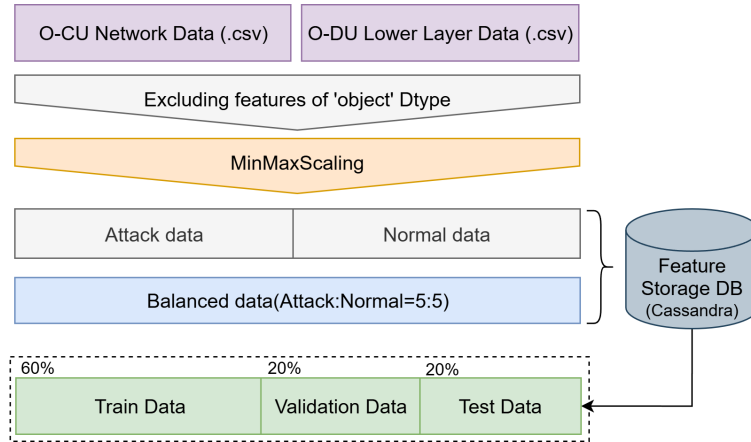 O-CU Network Data (.csv)
O-DU Lower Layer Data (.csv)
Excluding features of 'object' Dtype
MinMaxScaling
Attack data
Normal data
Balanced data(Attack:Normal=5:5)
Feature
Storage DB
(Cassandra)
60%
20%
20%
Train Data
Validation Data
Test Data